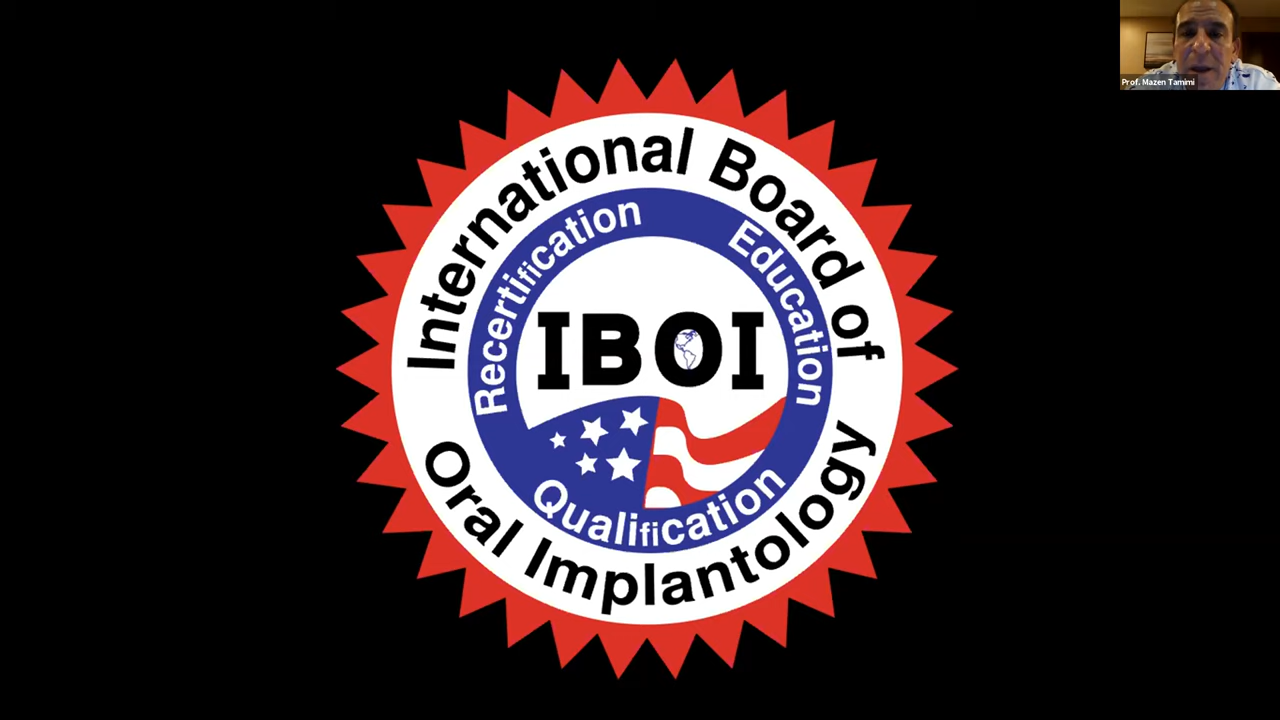 Prof. Mazen Tamimi
International Board of
Recertification
Education
IBOI
Qualification
Oral Implantology